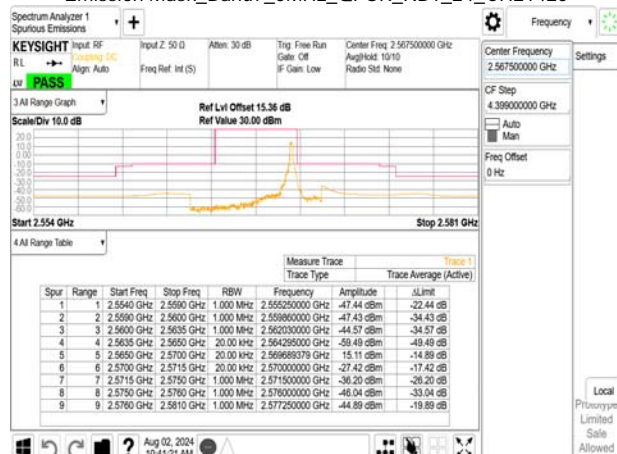 Spectrum Analyzer 1
Spurious Emissions
Frequency
KEYSIGHT Input: RF Input Z: 50 Ω Atten: 30 dB Trig: Free Run Center Freq: 2.567500000 GHz
RL Coupling: DC Gate: Off Avg|Hold: 10/10
Align: Auto Freq Ref: Int (S) IF Gain: Low Radio Std: None
PASS
Center Frequency
2.567500000 GHz
Settings
CF Step
4.399000000 GHz
Auto
Man
Freq Offset
0 Hz
3 All Range Graph
Ref Lvl Offset 15.36 dB
Scale/Div 10.0 dB Ref Value 30.00 dBm
20.0
10.0
0.00
-10.0
-20.0
-30.0
-40.0
-50.0
-60.0
Start 2.554 GHz Stop 2.581 GHz
4 All Range Table
Measure Trace Trace 1
Trace Type Trace Average (Active)
Spur Range Start Freq Stop Freq RBW Frequency Amplitude ΔLimit
1 1 2.5540 GHz 2.5590 GHz 1.000 MHz 2.555250000 GHz -47.44 dBm -22.44 dB
2 2 2.5590 GHz 2.5600 GHz 1.000 MHz 2.559860000 GHz -47.43 dBm -34.43 dB
3 3 2.5600 GHz 2.5635 GHz 1.000 MHz 2.562030000 GHz -44.57 dBm -34.57 dB
4 4 2.5635 GHz 2.5650 GHz 20.00 kHz 2.564295000 GHz -59.49 dBm -49.49 dB
5 5 2.5650 GHz 2.5700 GHz 20.00 kHz 2.569689379 GHz 15.11 dBm -14.89 dB
6 6 2.5700 GHz 2.5715 GHz 20.00 kHz 2.570000000 GHz -27.42 dBm -17.42 dB
7 7 2.5715 GHz 2.5750 GHz 1.000 MHz 2.571500000 GHz -36.20 dBm -26.20 dB
8 8 2.5750 GHz 2.5760 GHz 1.000 MHz 2.576000000 GHz -46.04 dBm -33.04 dB
9 9 2.5760 GHz 2.5810 GHz 1.000 MHz 2.577250000 GHz -44.89 dBm -19.89 dB
Local
Prototype
Limited
Sale
Allowed
? Aug 02, 2024